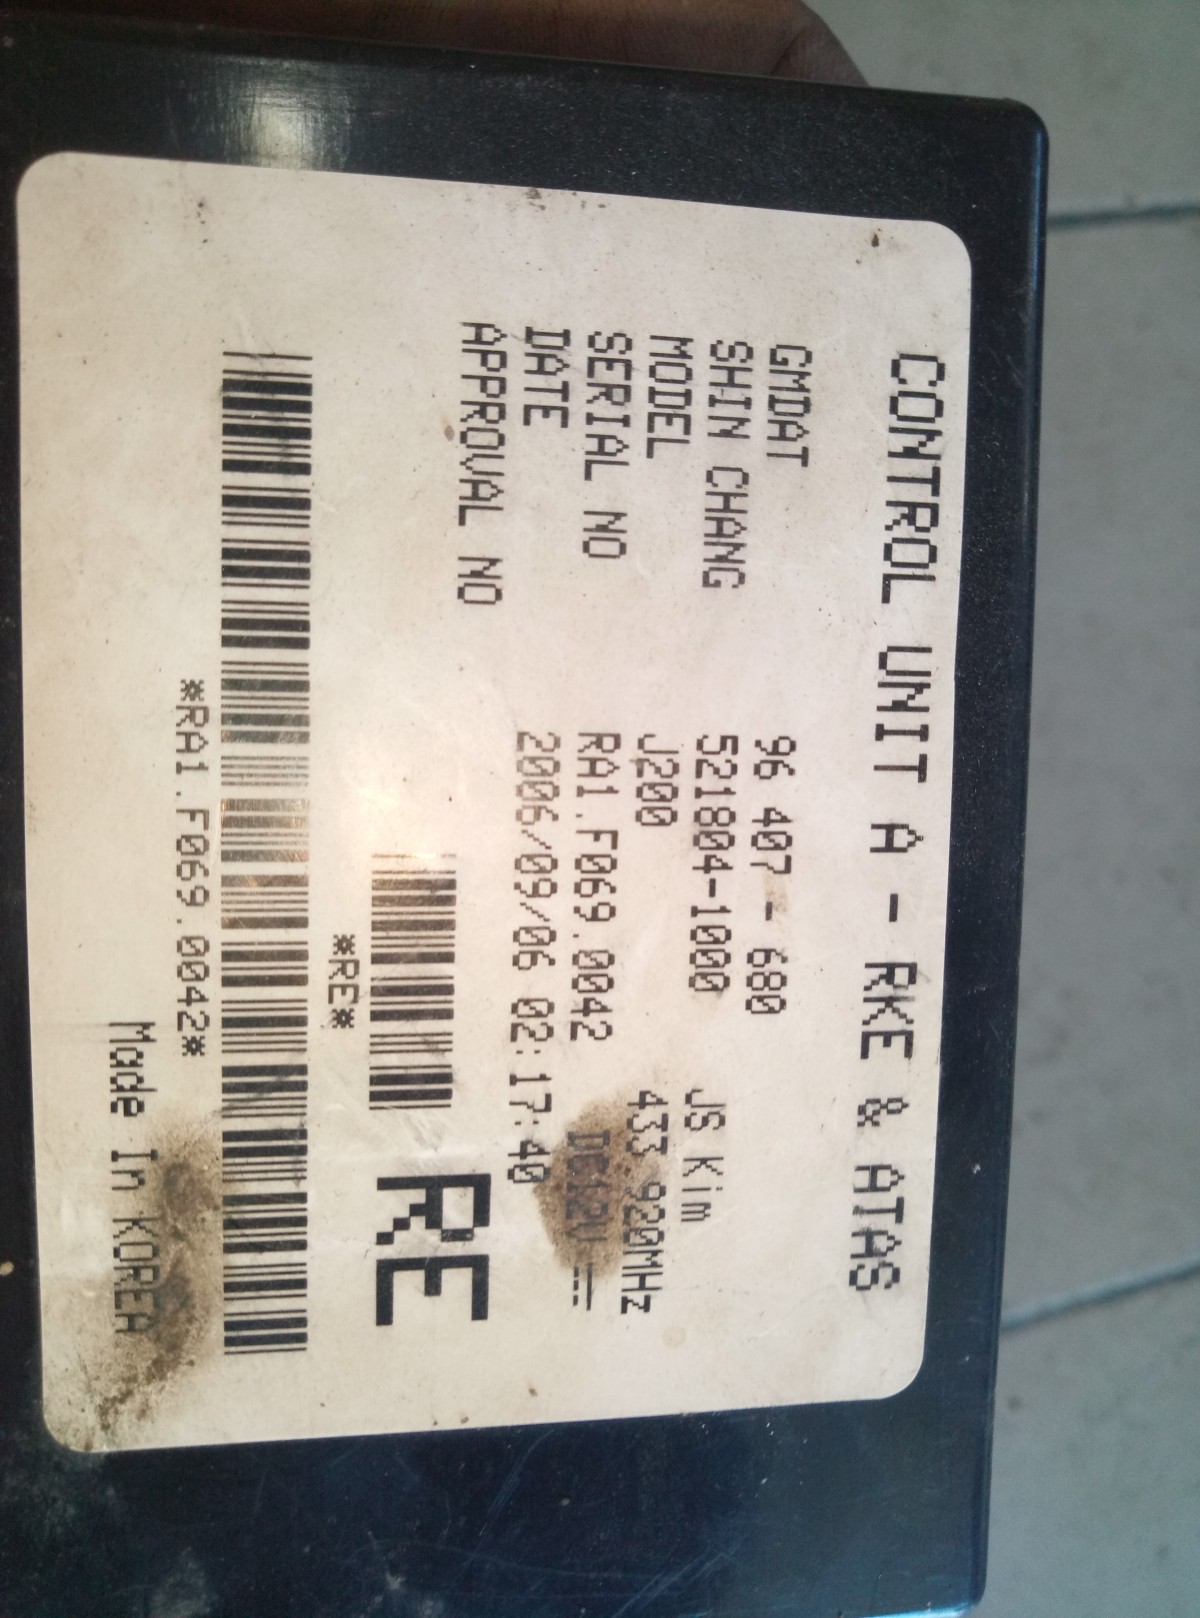 CONTROL UNIT A - RKE & ATAS
GMDAT 96 407 - 680
SHIN CHANG 521804-1000 JS Kim
MODEL J200 433.920MHz
SERIAL NO RA1.F069.0042 DC12V
DATE 2006/09/06 02:17:40
APPROVAL NO
RE
*RE*
*RA1.F069.0042*
Made In KOREA